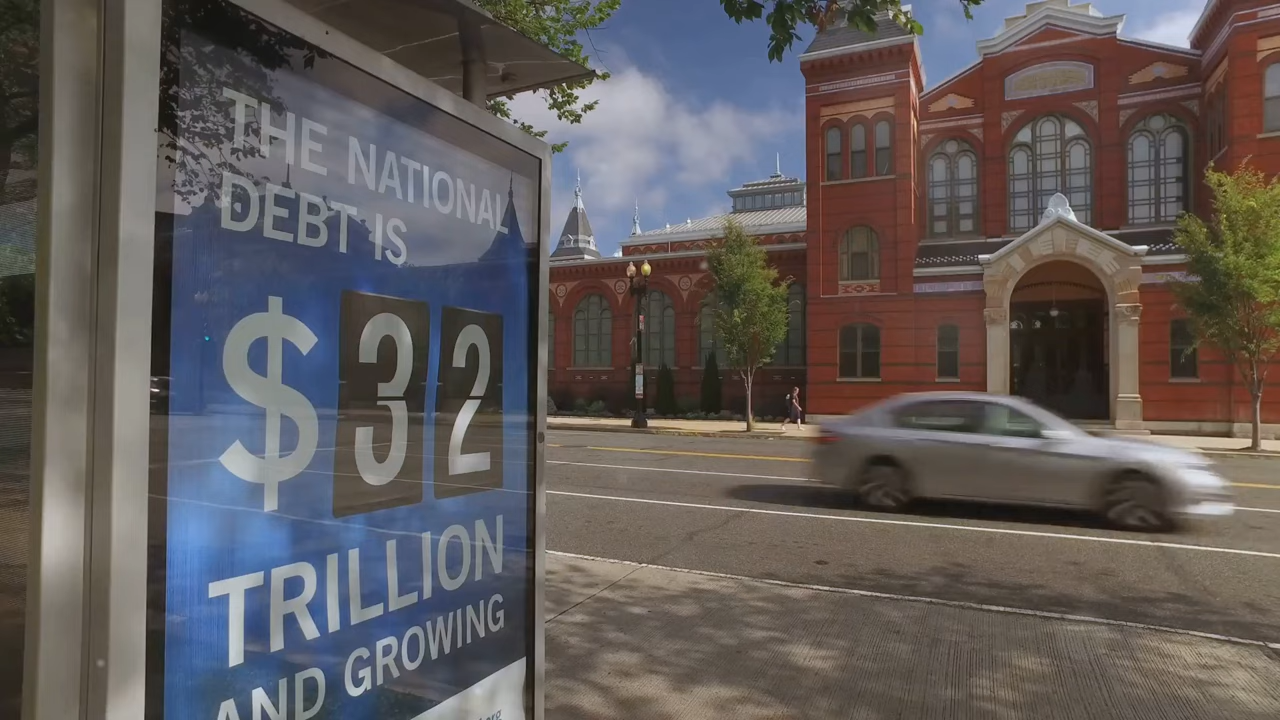 THE NATIONAL
DEBT IS
$32
TRILLION
AND GROWING